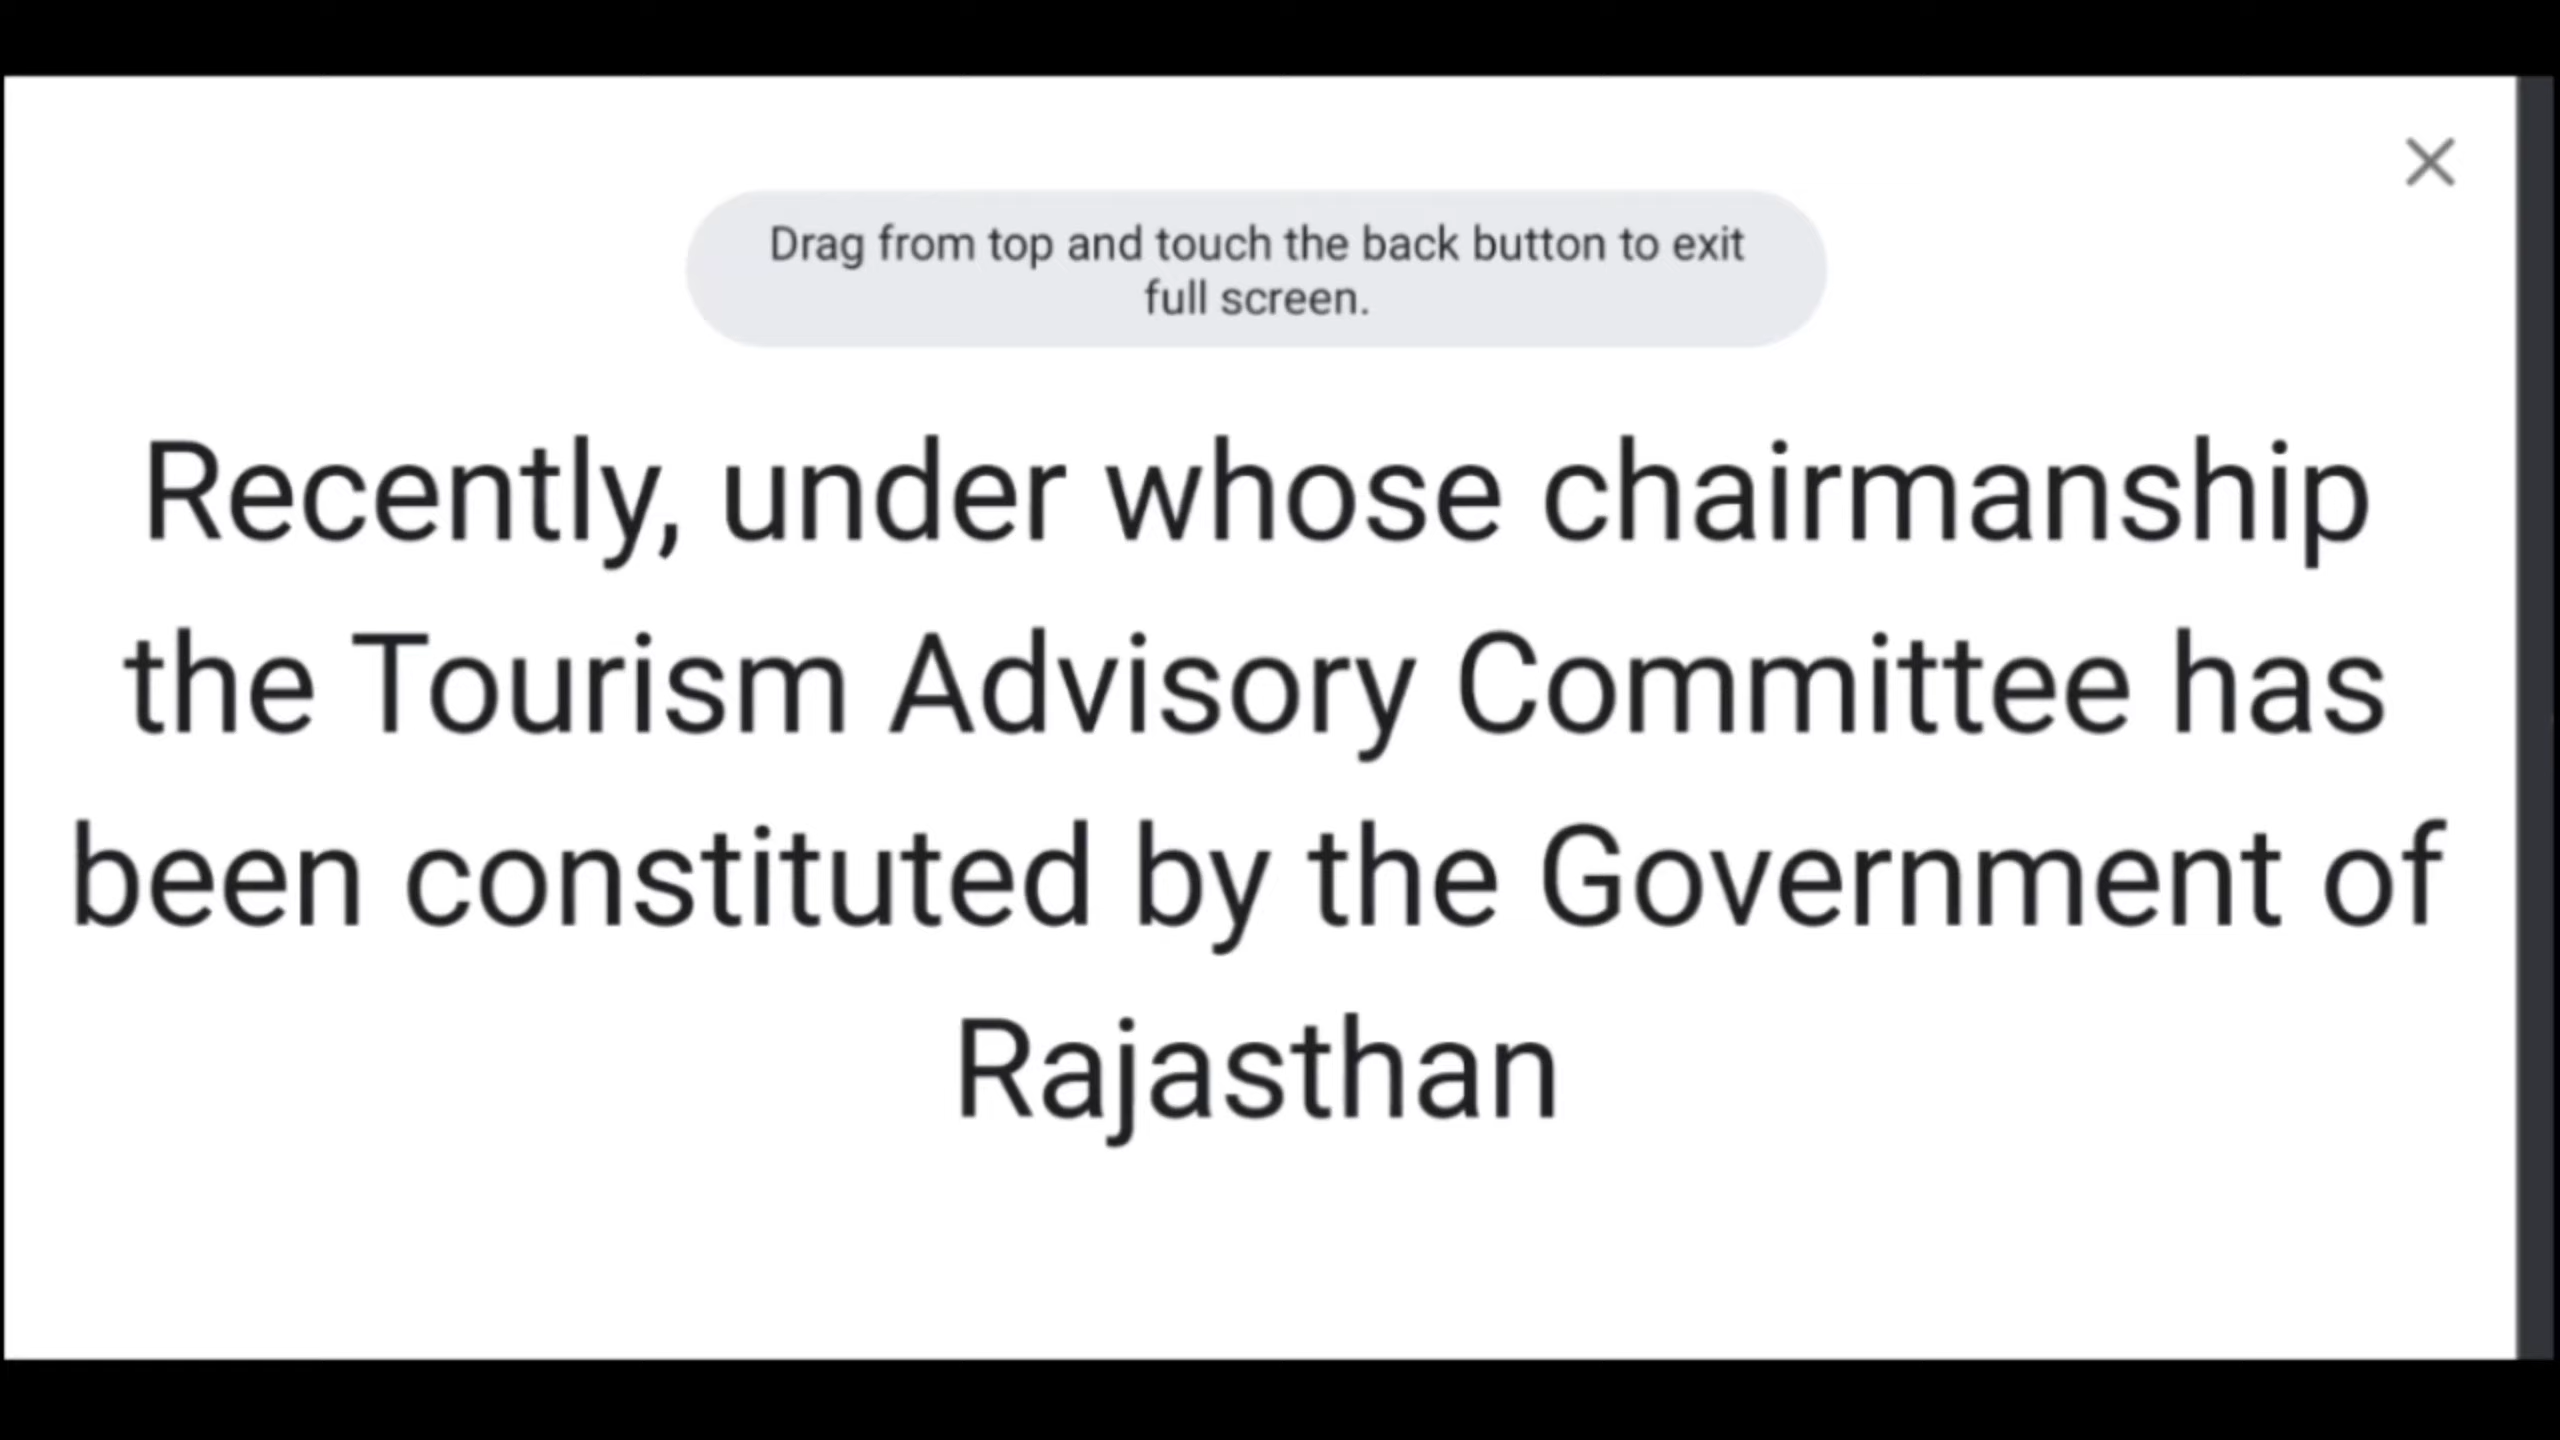 Drag from top and touch the back button to exit
full screen.
Recently, under whose chairmanship
the Tourism Advisory Committee has
been constituted by the Government of
Rajasthan